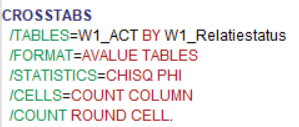 CROSSTABS
/TABLES=W1_ACT BY W1_Relatiestatus
/FORMAT=AVALUE TABLES
/STATISTICS=CHISQ PHI
/CELLS=COUNT COLUMN
/COUNT ROUND CELL.